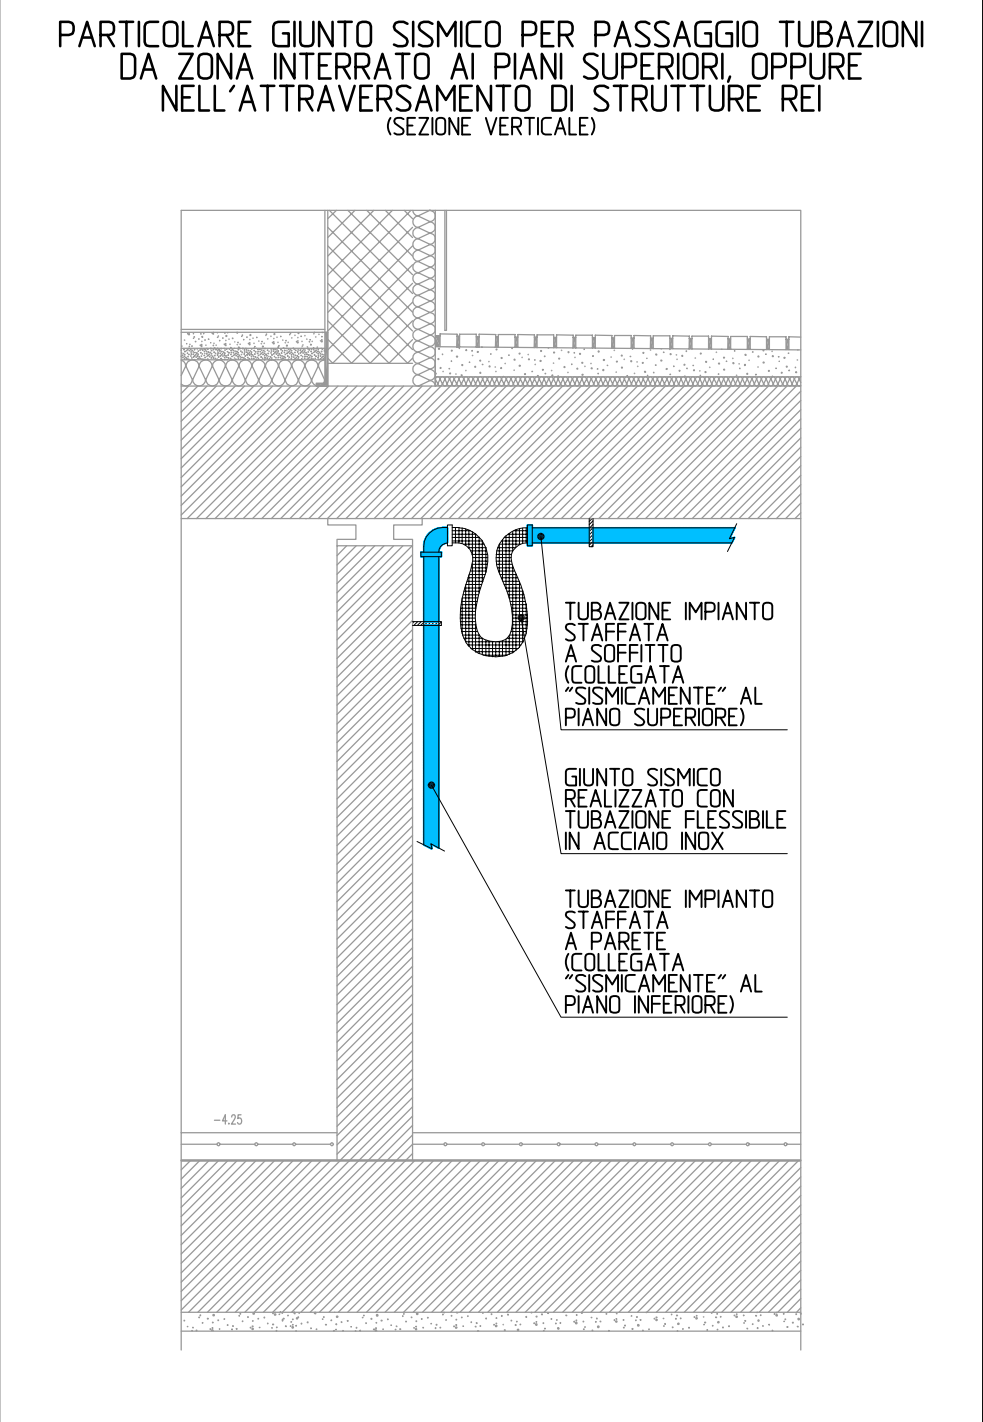 PARTICOLARE GIUNTO SISMICO PER PASSAGGIO TUBAZIONI
DA ZONA INTERRATO AI PIANI SUPERIORI, OPPURE
NELL'ATTRAVERSAMENTO DI STRUTTURE REI
(SEZIONE VERTICALE)
TUBAZIONE IMPIANTO
STAFFATA
A SOFFITTO
(COLLEGATA
"SISMICAMENTE" AL
PIANO SUPERIORE)
GIUNTO SISMICO
REALIZZATO CON
TUBAZIONE FLESSIBILE
IN ACCIAIO INOX
TUBAZIONE IMPIANTO
STAFFATA
A PARETE
(COLLEGATA
"SISMICAMENTE" AL
PIANO INFERIORE)
-4.25